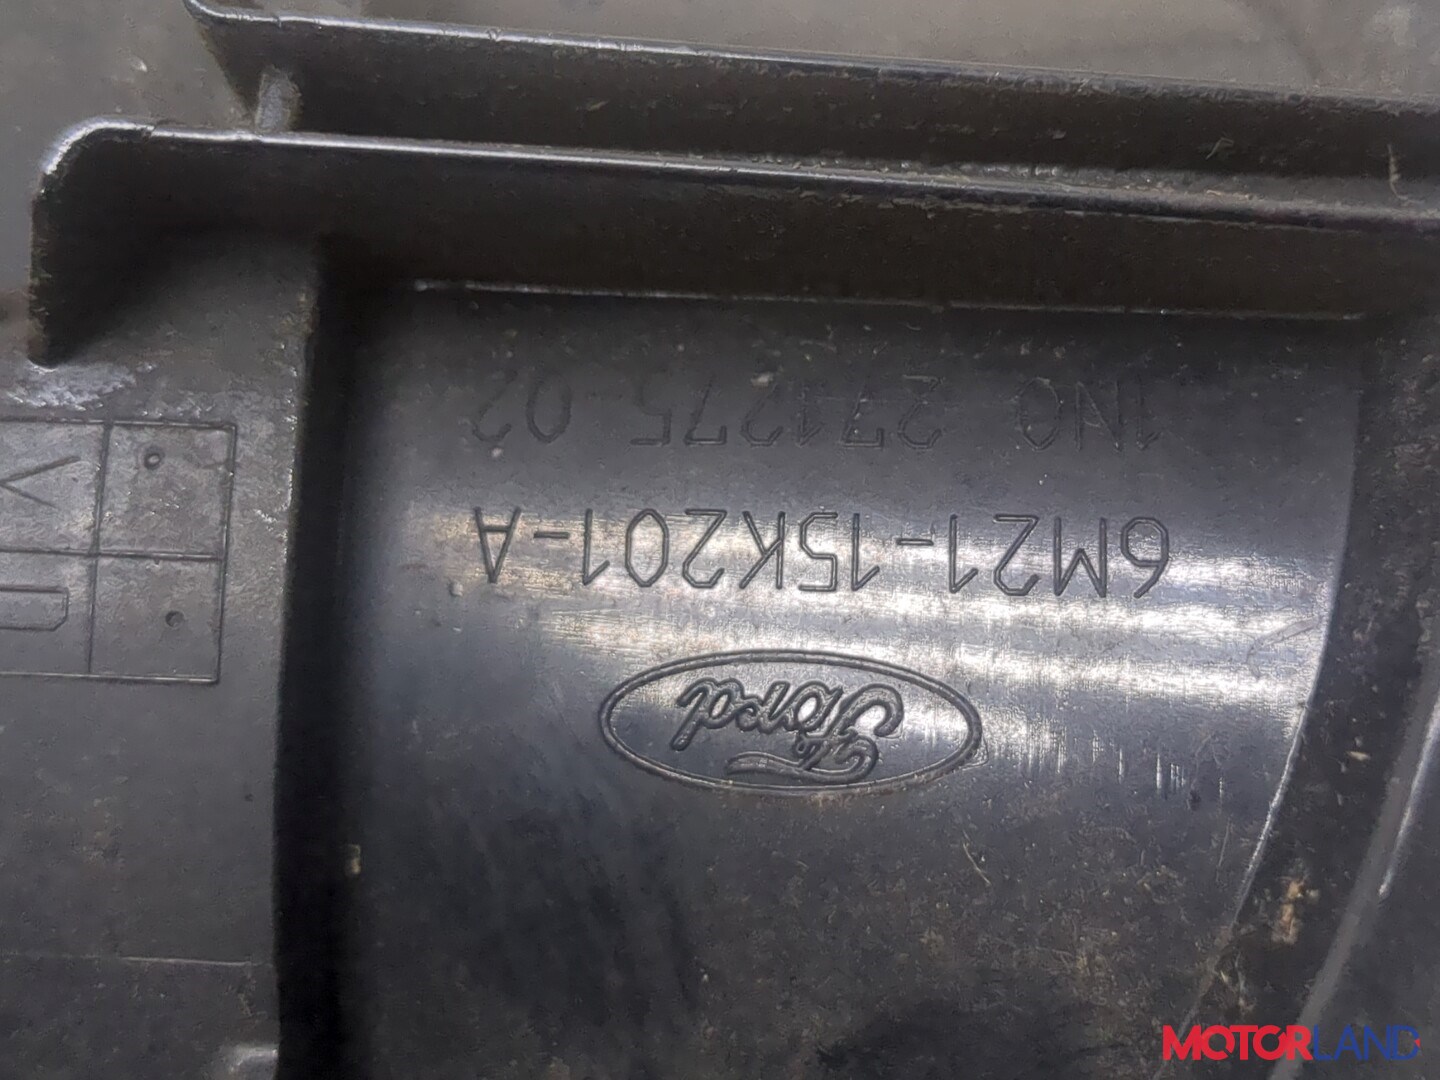 Ford
6M21-15K201-A
1N0 271275 02
MOTORLAND